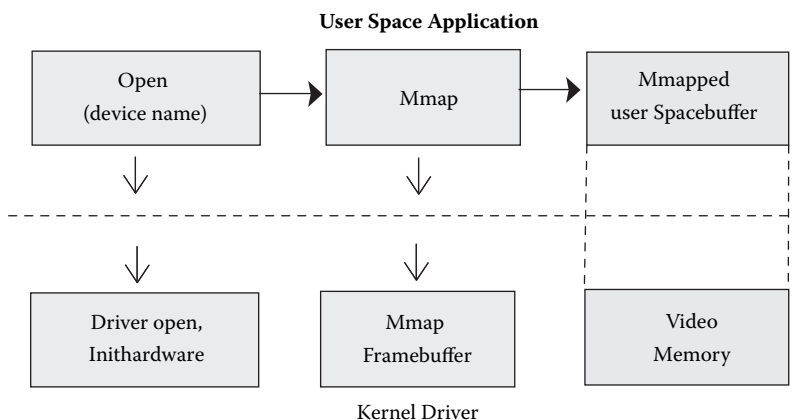 User Space Application
Open
(device name)
Mmap
Mmapped
user Spacebuffer
Driver open,
Inithardware
Mmap
Framebuffer
Video
Memory
Kernel Driver